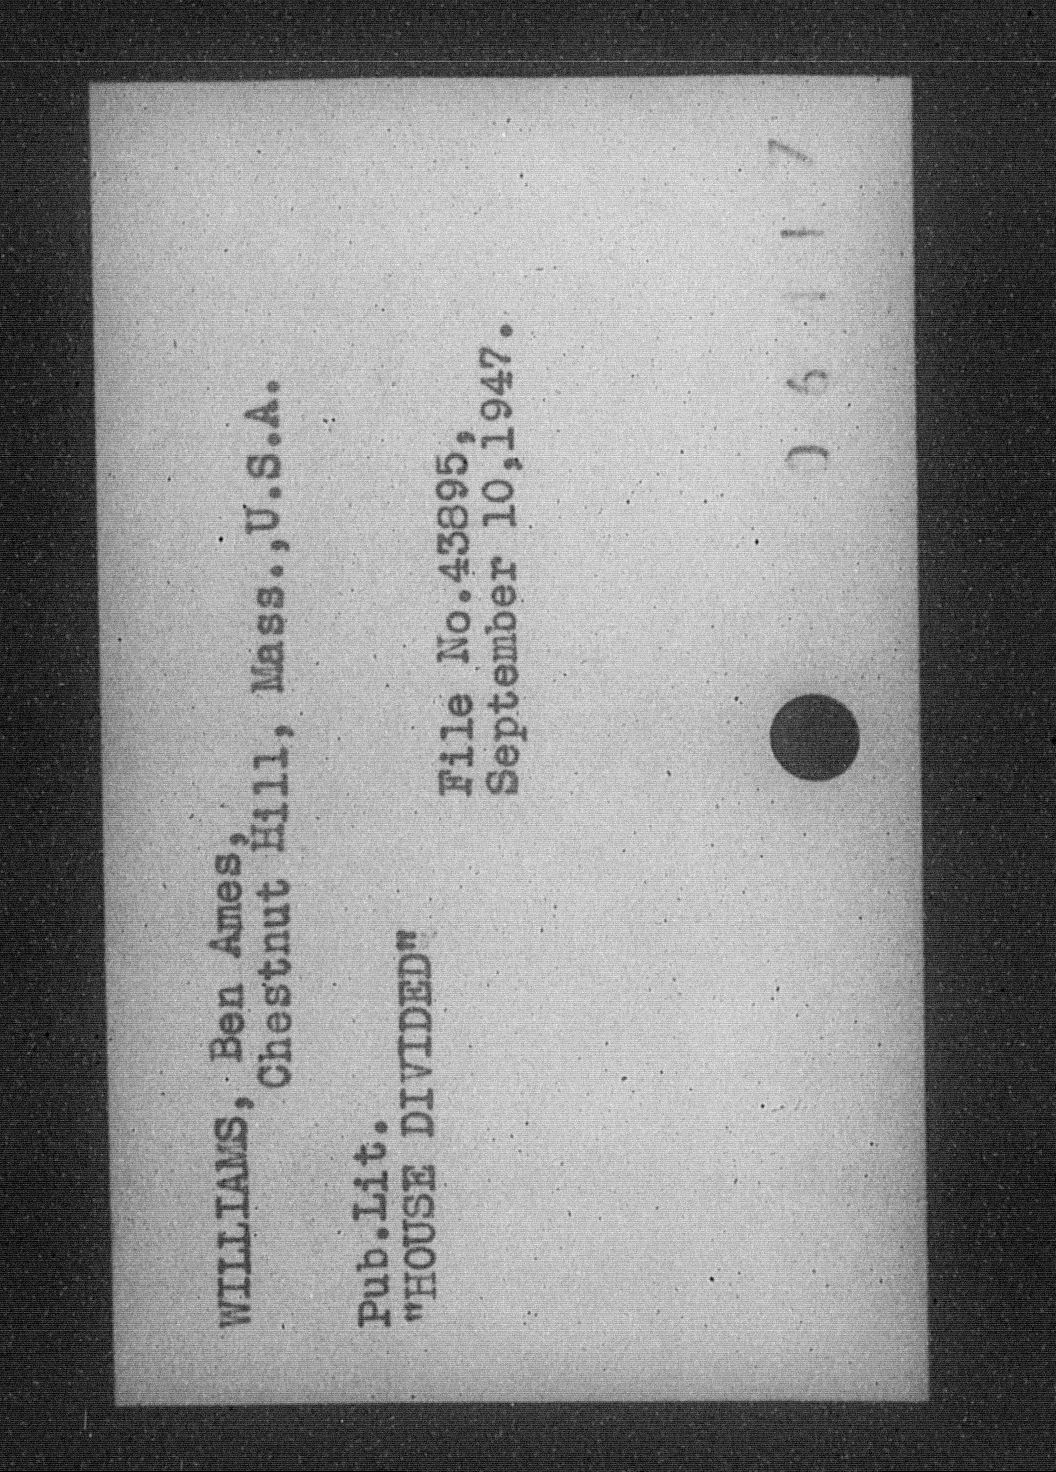 WILLIAMS, Ben Ames,
Chestnut Hill, Mass.,U.S.A.
Pub.Lit.
"HOUSE DIVIDED"
File No.43895,
September 10,1947.